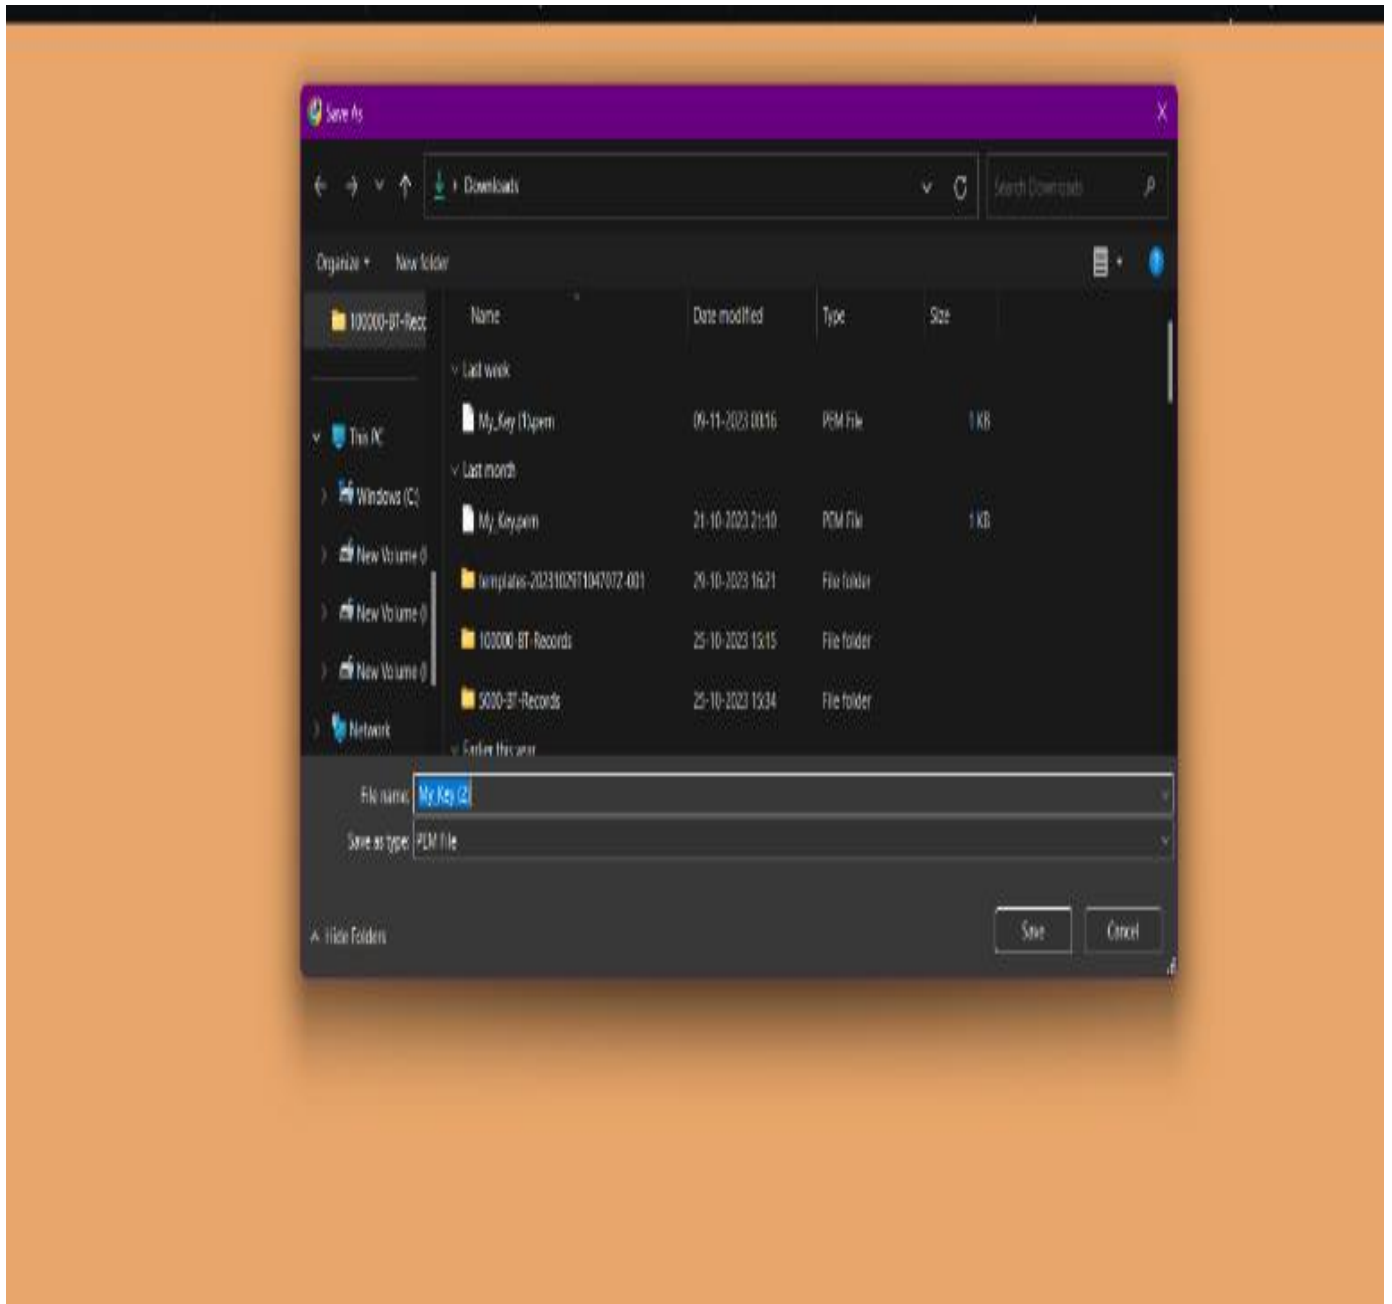 Save As
Downloads
Search Downloads
Organize
New folder
100000-BT-Rec
Name
Date modified
Type
Size
Last week
My_Key (1).pem
09-11-2023 00:16
PEM File
1 KB
This PC
Last month
Windows (C:)
My_Key.pem
21-10-2023 21:10
PEM File
1 KB
New Volume (
templates-20231029T104707Z-001
29-10-2023 16:21
File folder
New Volume (
100000-BT-Records
25-10-2023 15:15
File folder
New Volume (
5000-BT-Records
25-10-2023 15:34
File folder
Network
Earlier this year
File name:
My_Key (2)
Save as type:
PEM File
Hide Folders
Save
Cancel